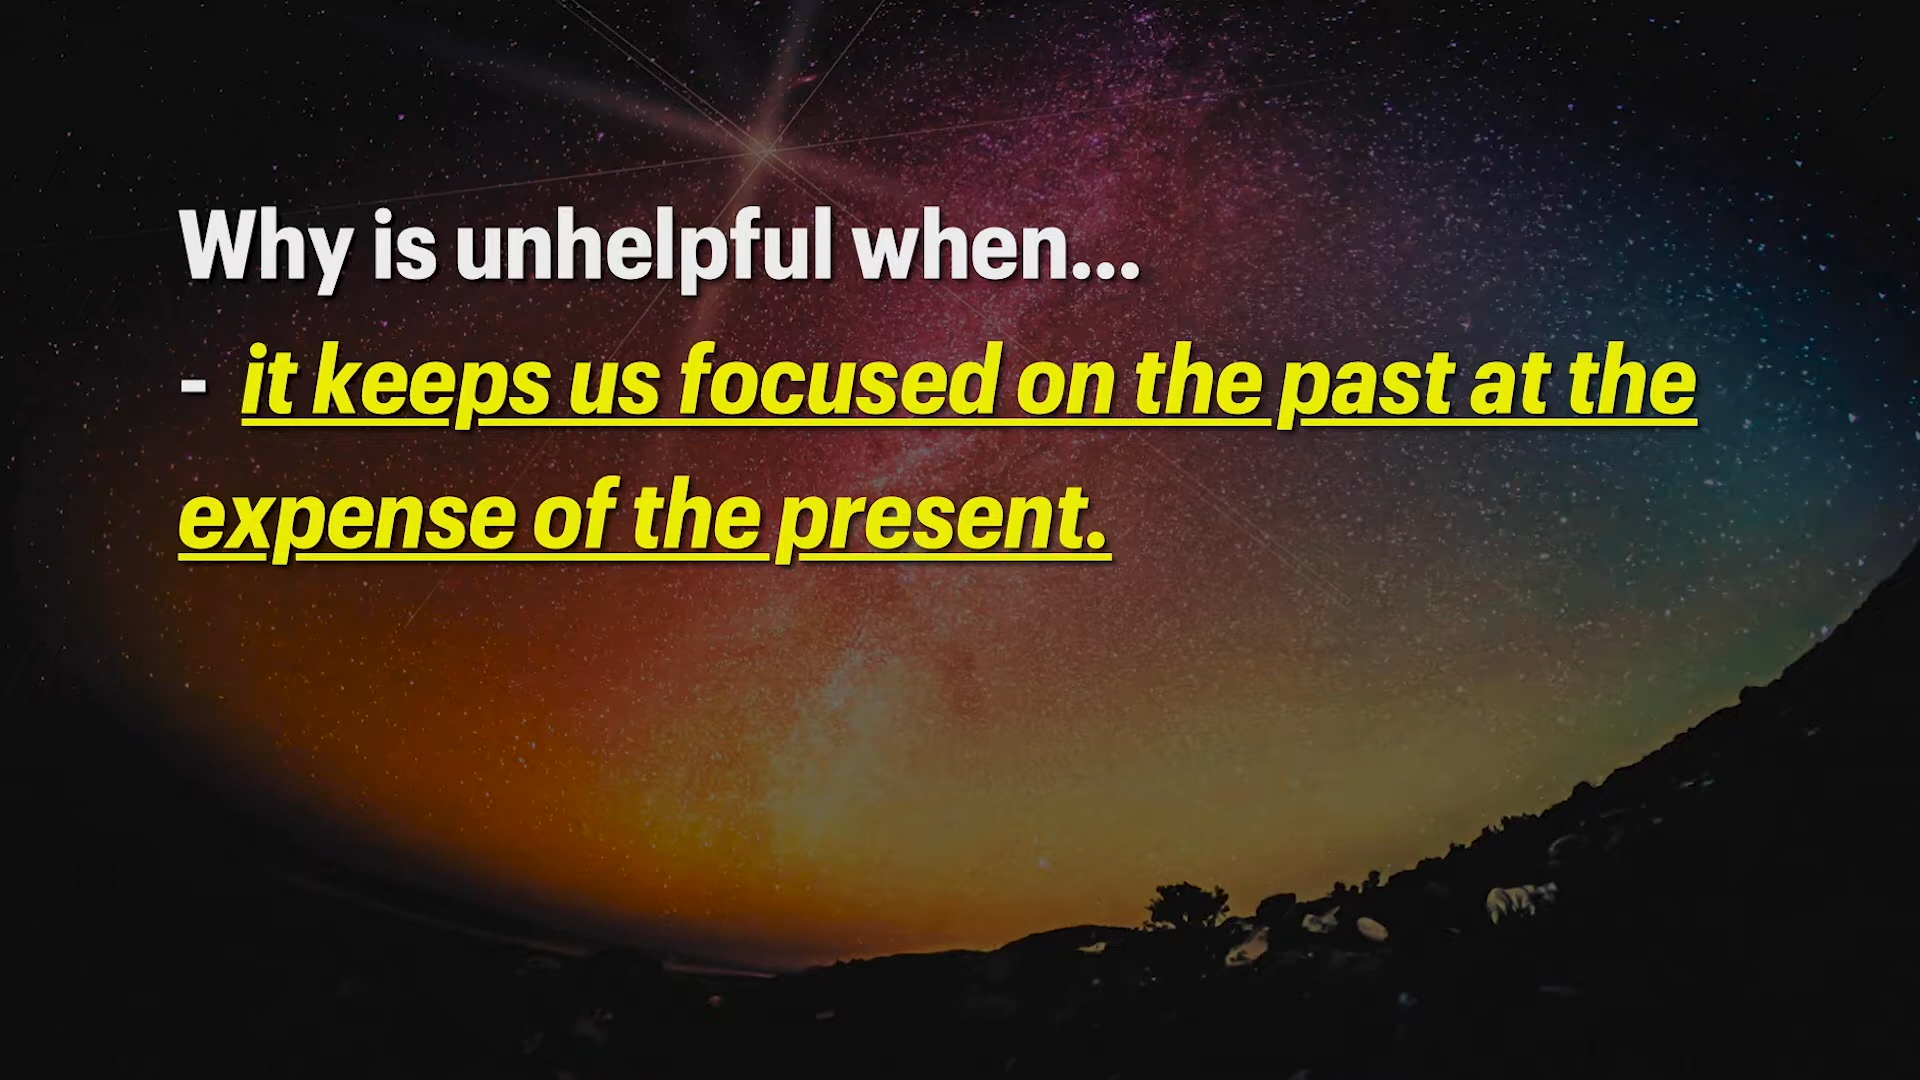 Why is unhelpful when...
- it keeps us focused on the past at the
expense of the present.